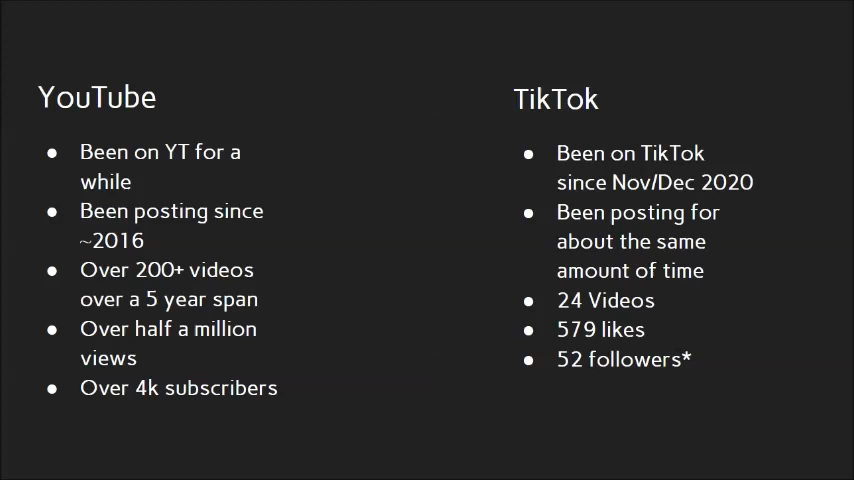 YouTube
● Been on YT for a
while
● Been posting since
~2016
● Over 200+ videos
over a 5 year span
● Over half a million
views
● Over 4k subscribers
TikTok
● Been on TikTok
since Nov/Dec 2020
● Been posting for
about the same
amount of time
● 24 Videos
● 579 likes
● 52 followers*